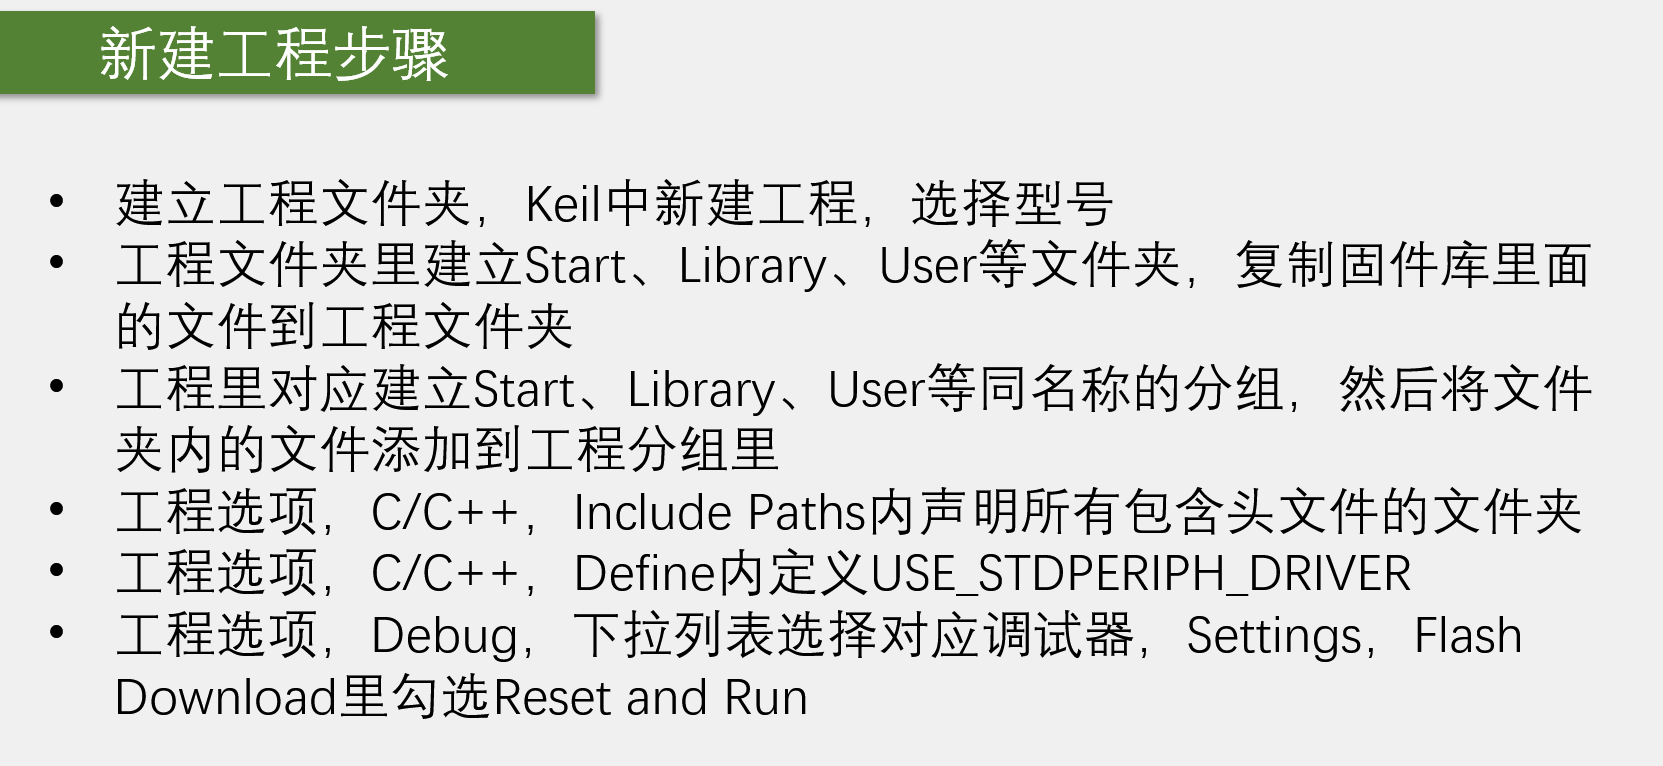 新建工程步骤
• 建立工程文件夹，Keil中新建工程，选择型号
• 工程文件夹里建立Start、Library、User等文件夹，复制固件库里面
的文件到工程文件夹
• 工程里对应建立Start、Library、User等同名称的分组，然后将文件
夹内的文件添加到工程分组里
• 工程选项，C/C++，Include Paths内声明所有包含头文件的文件夹
• 工程选项，C/C++，Define内定义USE_STDPERIPH_DRIVER
• 工程选项，Debug，下拉列表选择对应调试器，Settings，Flash
Download里勾选Reset and Run